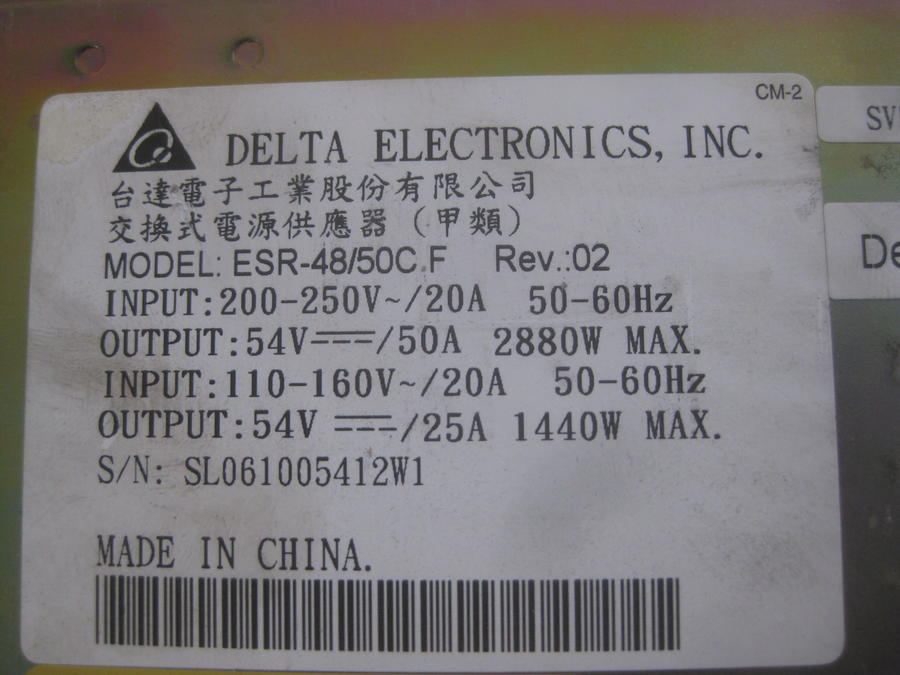 CM-2
DELTA ELECTRONICS, INC.
台達電子工業股份有限公司
交換式電源供應器（甲類）
MODEL: ESR-48/50C.F Rev.:02
INPUT:200-250V~/20A 50-60Hz
OUTPUT:54V⎓/50A 2880W MAX.
INPUT:110-160V~/20A 50-60Hz
OUTPUT:54V ⎓/25A 1440W MAX.
S/N: SL061005412W1
MADE IN CHINA.
SV
De